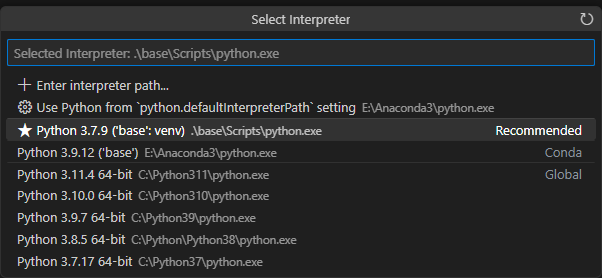 Select Interpreter
Selected Interpreter: .\base\Scripts\python.exe
Enter interpreter path...
Use Python from `python.defaultInterpreterPath` setting E:\Anaconda3\python.exe
Python 3.7.9 ('base': venv) .\base\Scripts\python.exe Recommended
Python 3.9.12 ('base') E:\Anaconda3\python.exe Conda
Python 3.11.4 64-bit C:\Python311\python.exe Global
Python 3.10.0 64-bit C:\Python310\python.exe
Python 3.9.7 64-bit C:\Python39\python.exe
Python 3.8.5 64-bit C:\Python\Python38\python.exe
Python 3.7.17 64-bit C:\Python37\python.exe